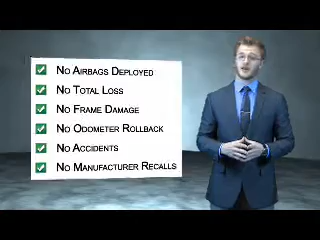 No Airbags Deployed
No Total Loss
No Frame Damage
No Odometer Rollback
No Accidents
No Manufacturer Recalls